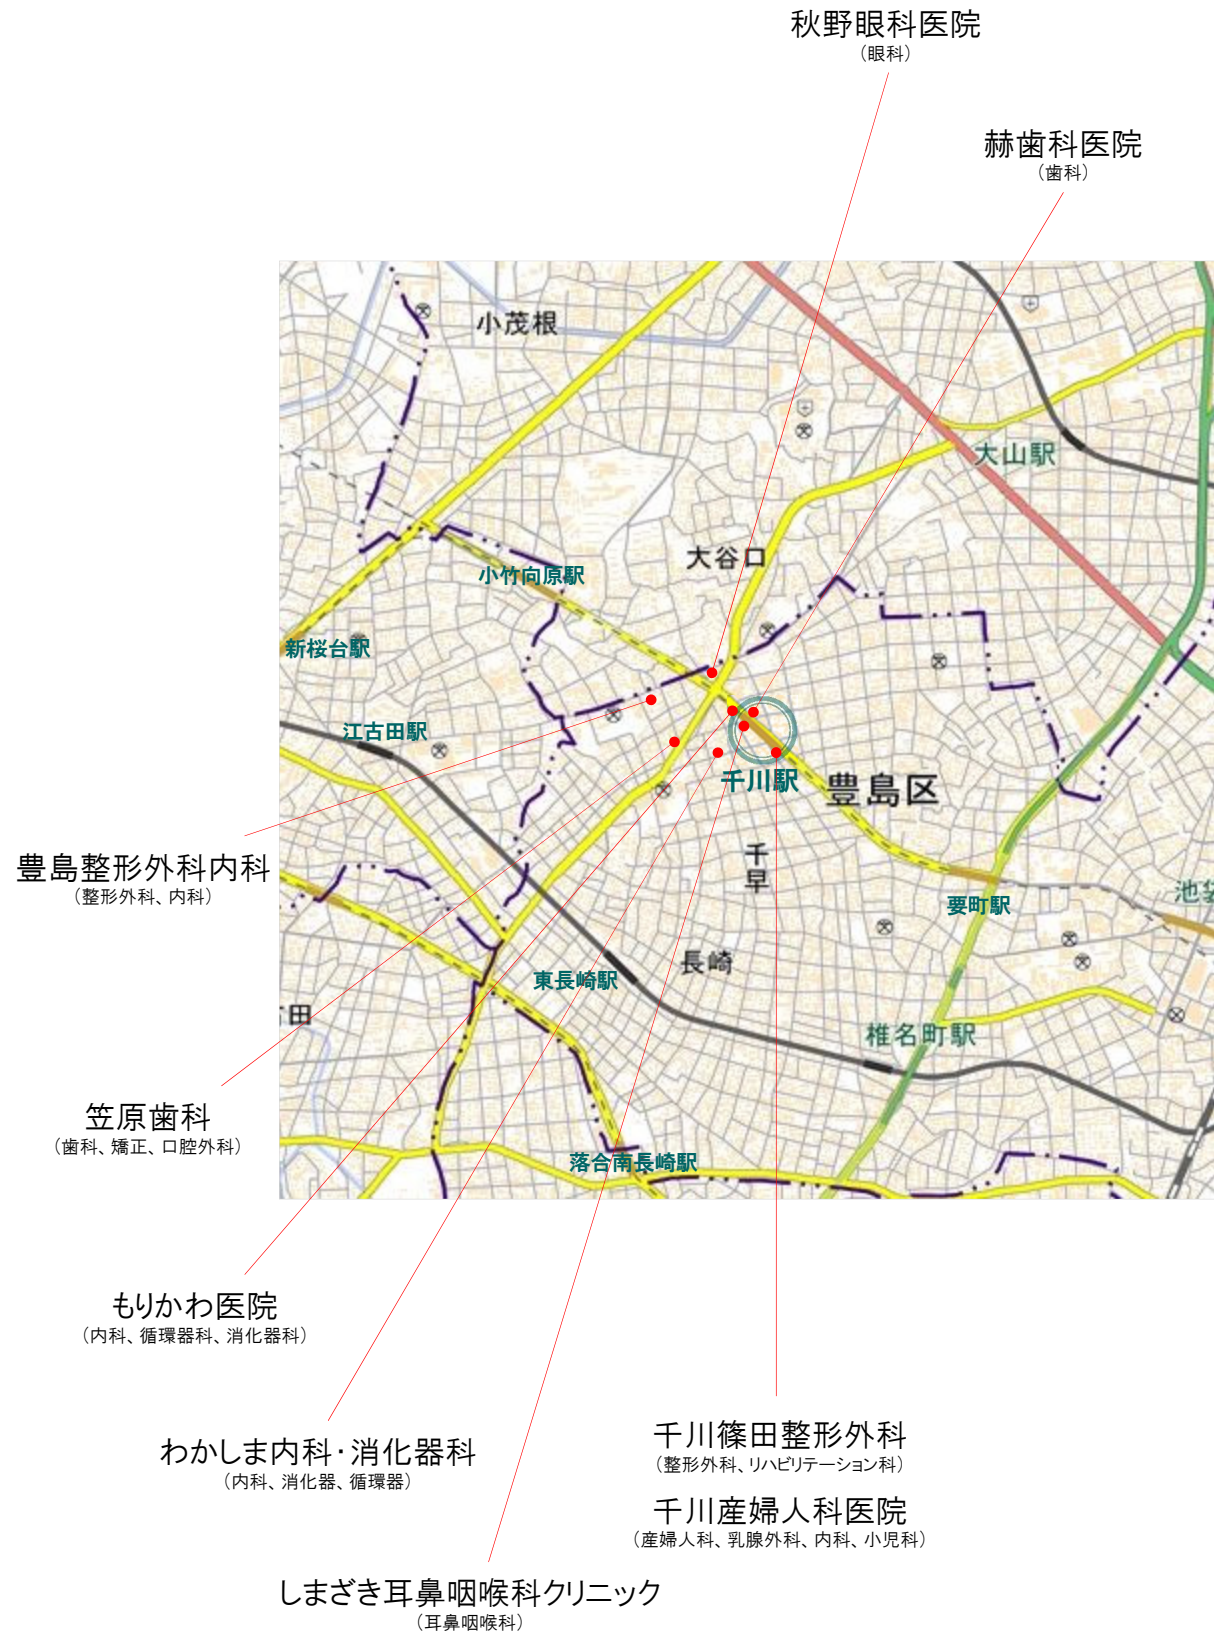 秋野眼科医院
（眼科）
赫歯科医院
（歯科）
小茂根
大山駅
大谷口
小竹向原駅
新桜台駅
江古田駅
千川駅
豊島区
千早
要町駅
池袋
豊島整形外科内科
（整形外科、内科）
長崎
東長崎駅
田
椎名町駅
笠原歯科
（歯科、矯正、口腔外科）
落合南長崎駅
もりかわ医院
（内科、循環器科、消化器科）
わかしま内科・消化器科
（内科、消化器、循環器）
千川篠田整形外科
（整形外科、リハビリテーション科）
千川産婦人科医院
（産婦人科、乳腺外科、内科、小児科）
しまざき耳鼻咽喉科クリニック
（耳鼻咽喉科）